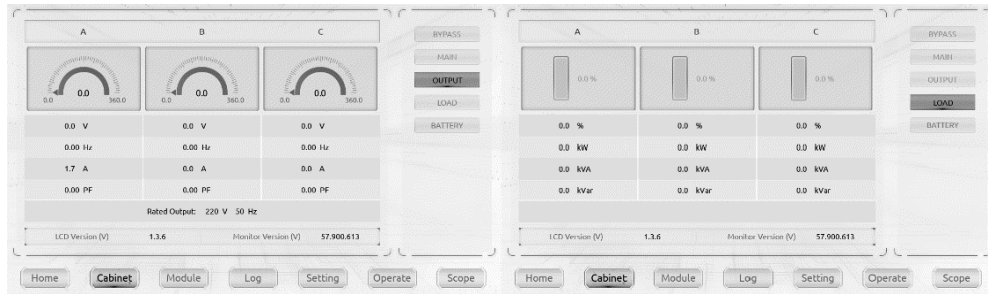 A B C BYPASS
MAIN
0.0 0.0 0.0 OUTPUT
0.0 360.0 0.0 360.0 0.0 360.0 LOAD
0.0 V 0.0 V 0.0 V BATTERY
0.00 Hz 0.00 Hz 0.00 Hz
1.7 A 0.0 A 0.0 A
0.00 PF 0.00 PF 0.00 PF
Rated Output: 220 V 50 Hz
LCD Version (V) 1.3.6 Monitor Version (V) 57.900.613
Home Cabinet Module Log Setting Operate Scope
A B C BYPASS
MAIN
0.0 % 0.0 % 0.0 % OUTPUT
LOAD
0.0 % 0.0 % 0.0 % BATTERY
0.0 kW 0.0 kW 0.0 kW
0.0 kVA 0.0 kVA 0.0 kVA
0.0 kVar 0.0 kVar 0.0 kVar
LCD Version (V) 1.3.6 Monitor Version (V) 57.900.613
Home Cabinet Module Log Setting Operate Scope